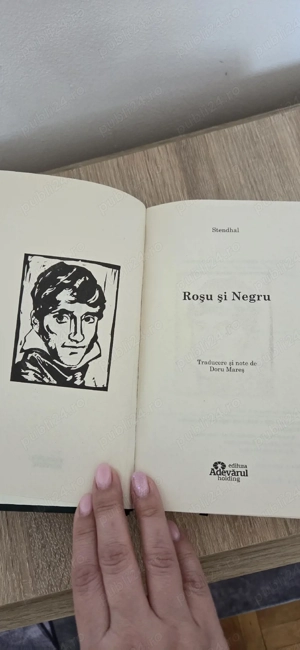 Stendhal
Roşu şi Negru
Traducere şi note de
Doru Mareş
editura
Adevărul
holding